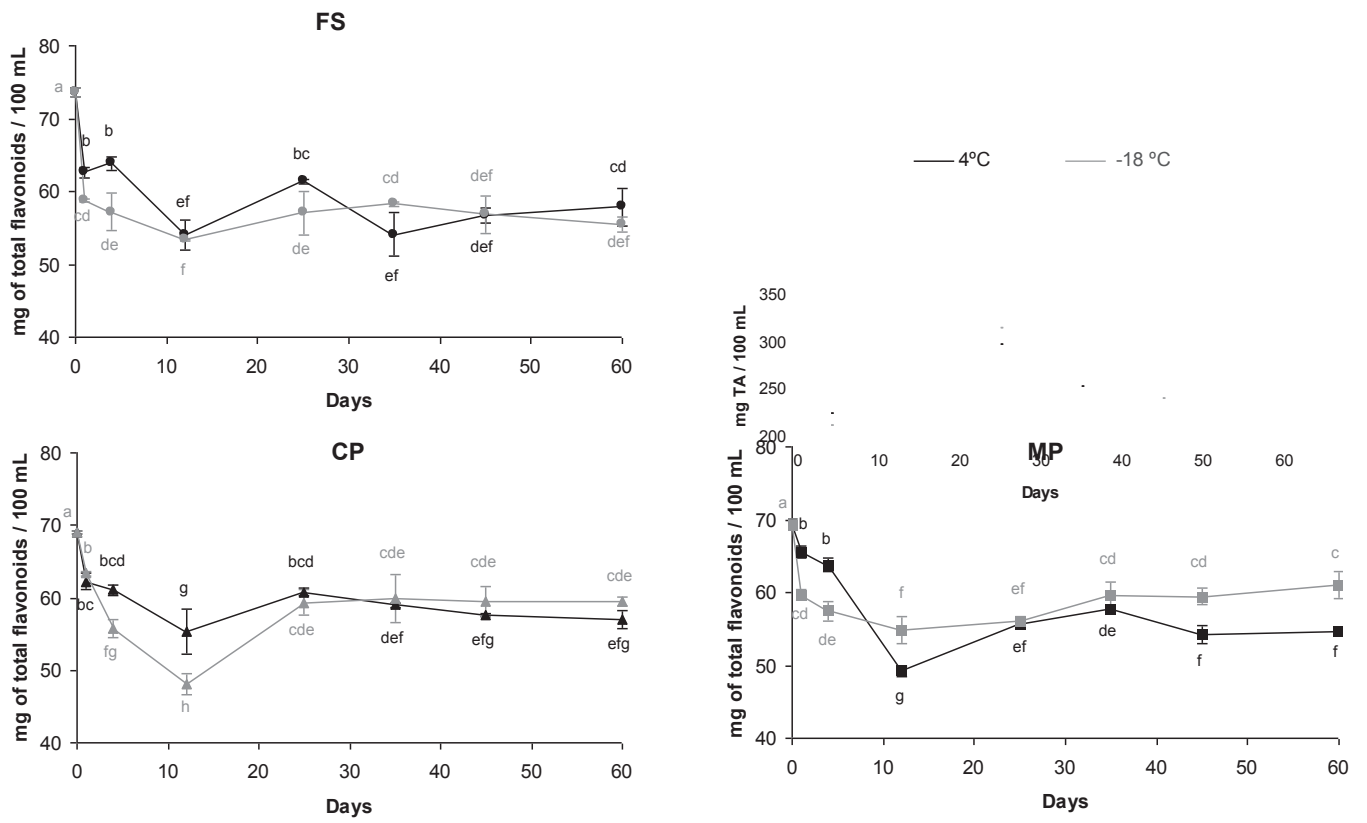 FS
mg of total flavonoids / 100 mL
80
70
60
50
40
a
b
b
ef
bc
cd
def
cd
cd
de
f
de
ef
def
def
0 10 20 30 40 50 60
Days
4ºC
-18 ºC
mg TA / 100 mL
350
300
250
200
0 10 20 30 40 50 60
Days
CP
mg of total flavonoids / 100 mL
80
70
60
50
40
a
b
bcd
g
bcd
cde
cde
cde
bc
fg
h
cde
def
efg
efg
0 10 20 30 40 50 60
Days
MP
mg of total flavonoids / 100 mL
80
70
60
50
40
a
b
b
f
ef
cd
cd
c
cd
de
g
ef
de
f
f
0 10 20 30 40 50 60
Days